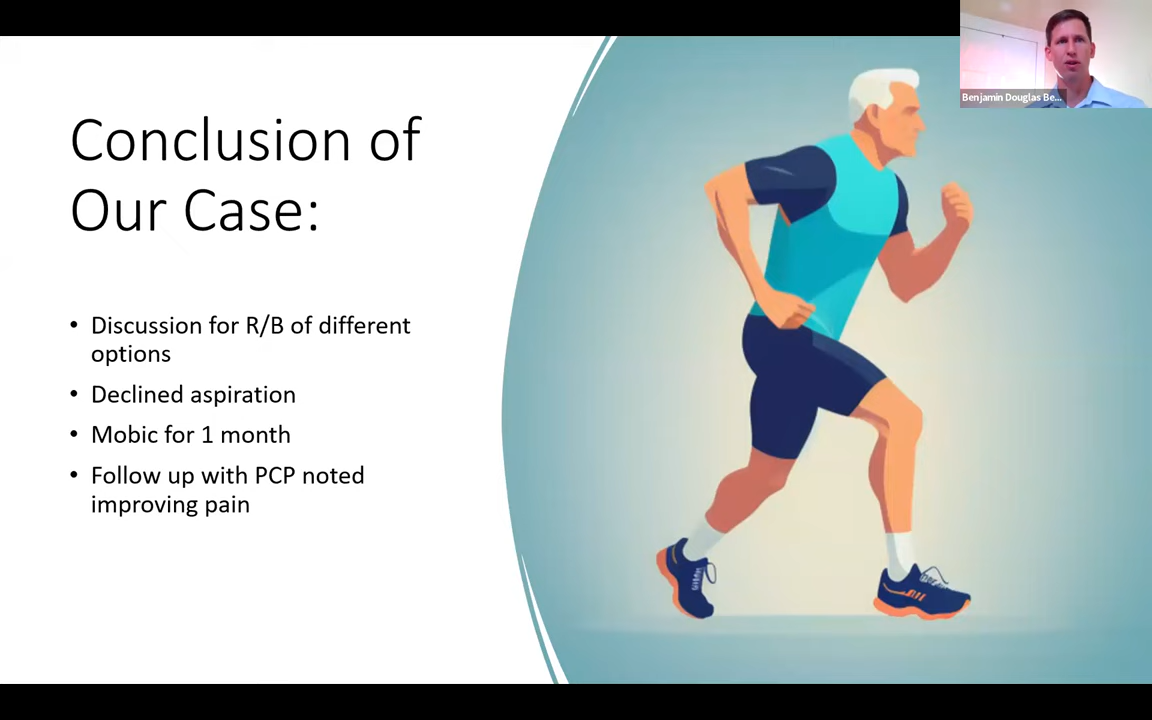 Conclusion of
Our Case:
• Discussion for R/B of different
options
• Declined aspiration
• Mobic for 1 month
• Follow up with PCP noted
improving pain
Benjamin Douglas Be...